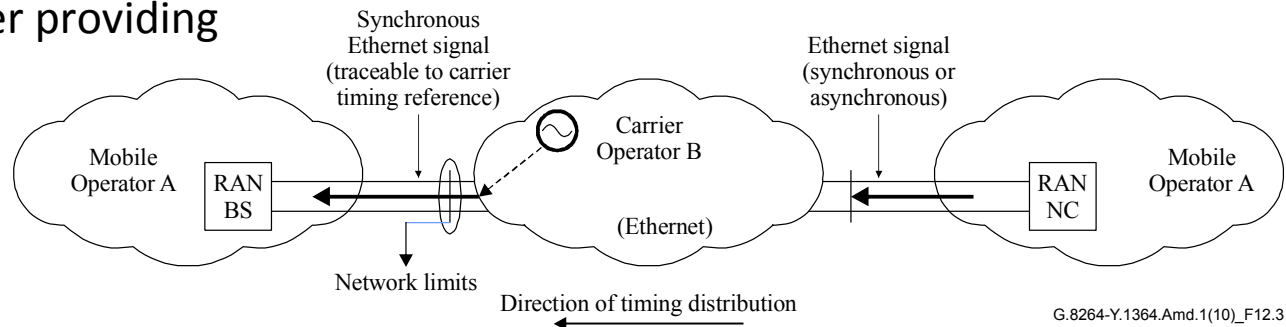 er providing
Synchronous
Ethernet signal
(traceable to carrier
timing reference)
Ethernet signal
(synchronous or
asynchronous)
Carrier
Operator B
Mobile
Operator A
RAN
BS
RAN
NC
Mobile
Operator A
(Ethernet)
Network limits
Direction of timing distribution
G.8264-Y.1364.Amd.1(10)_F12.3